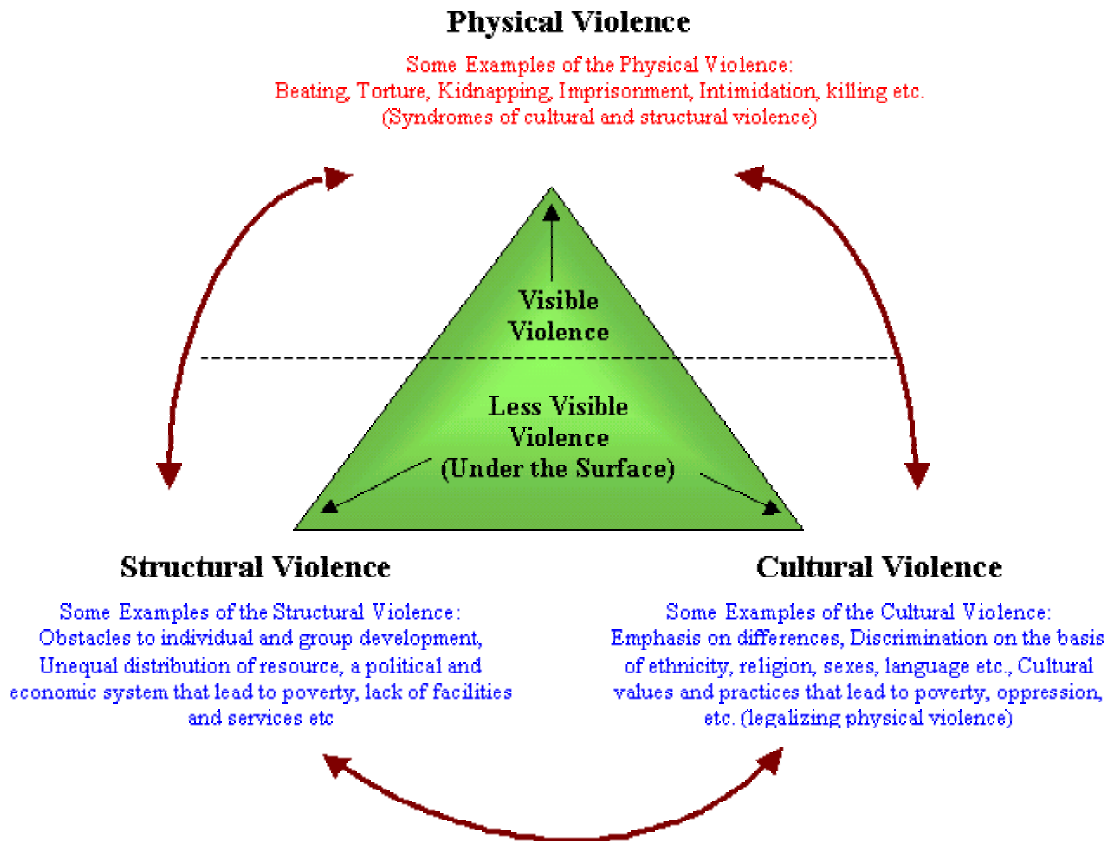 Physical Violence
Some Examples of the Physical Violence:
Beating, Torture, Kidnapping, Imprisonment, Intimidation, killing etc.
(Syndromes of cultural and structural violence)
Visible
Violence
Less Visible
Violence
(Under the Surface)
Structural Violence
Some Examples of the Structural Violence:
Obstacles to individual and group development,
Unequal distribution of resource, a political and
economic system that lead to poverty, lack of facilities
and services etc
Cultural Violence
Some Examples of the Cultural Violence:
Emphasis on differences, Discrimination on the basis
of ethnicity, religion, sexes, language etc., Cultural
values and practices that lead to poverty, oppression,
etc. (legalizing physical violence)